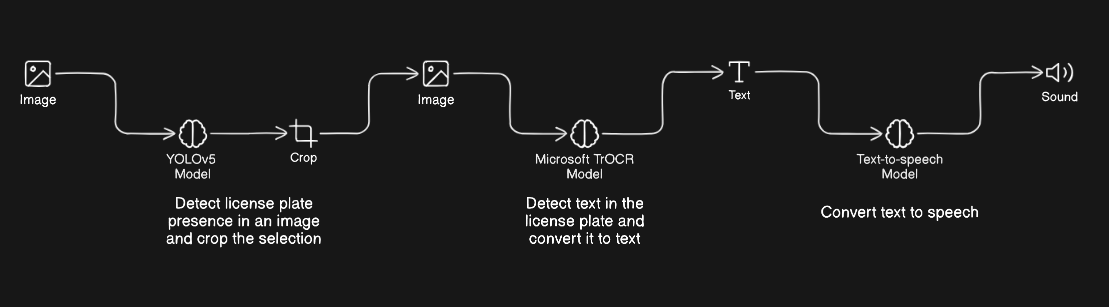 Image
YOLOv5
Model
Crop
Detect license plate
presence in an image
and crop the selection
Image
Microsoft TrOCR
Model
Detect text in the
license plate and
convert it to text
Text
Text-to-speech
Model
Convert text to speech
Sound